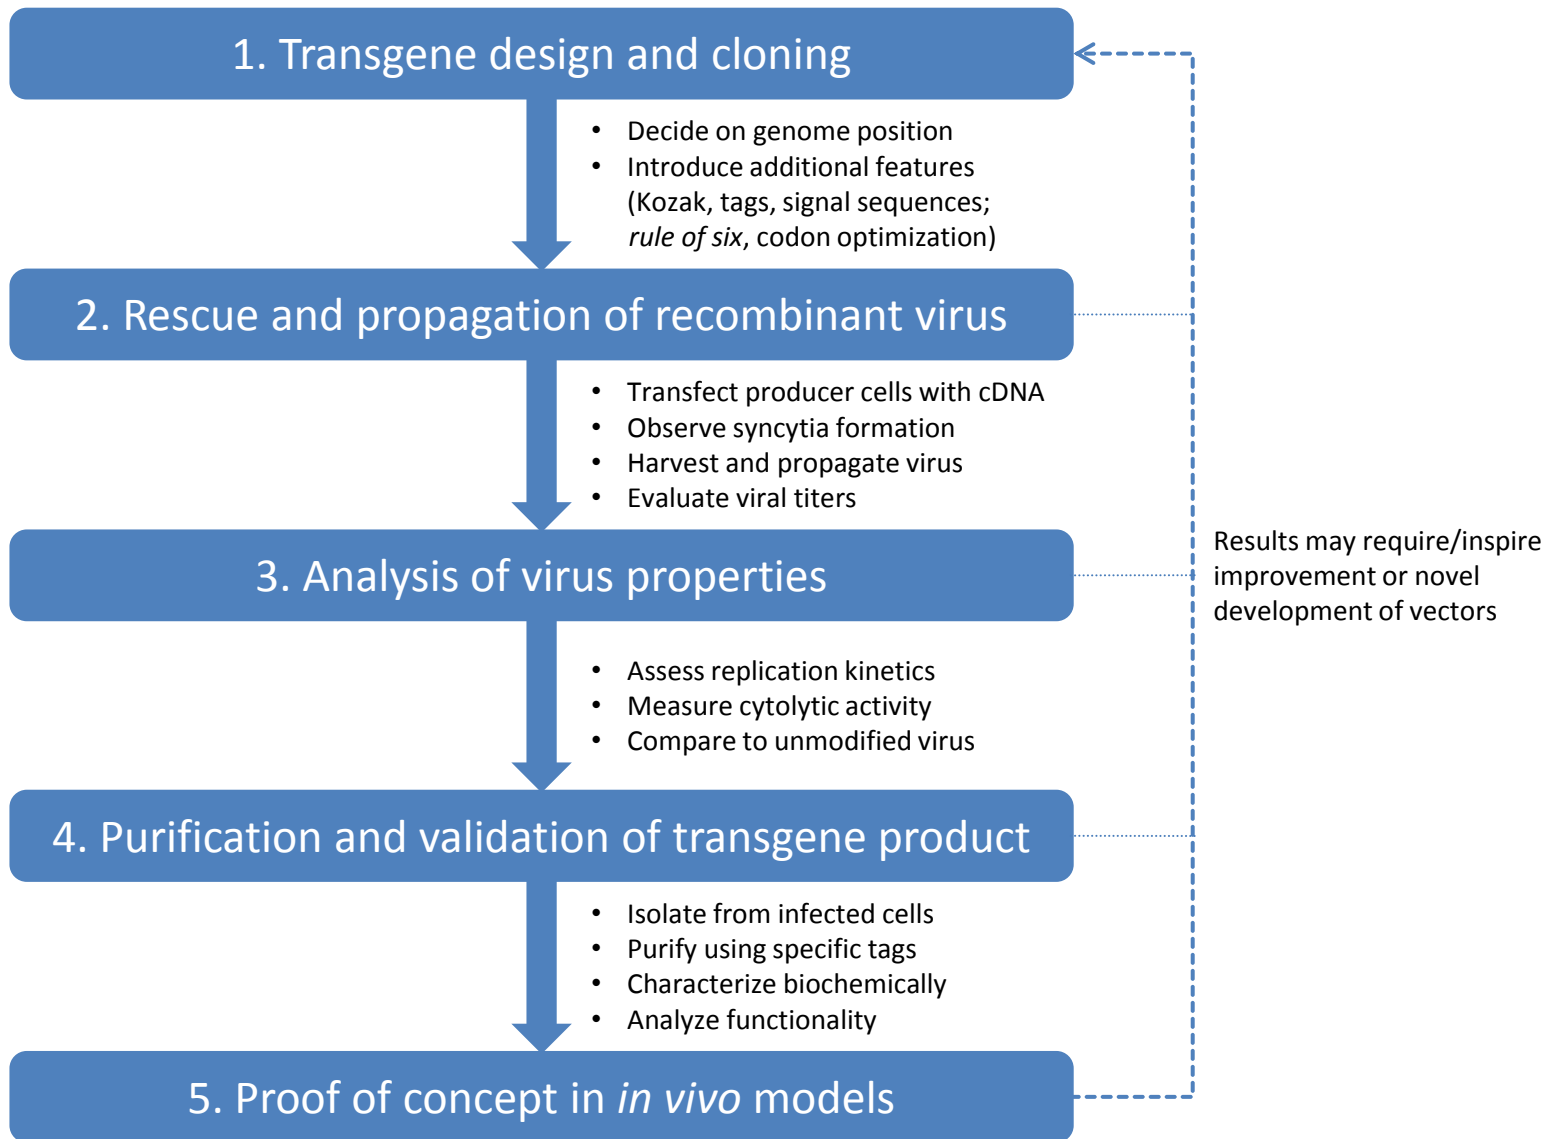 1. Transgene design and cloning
• Decide on genome position
• Introduce additional features
(Kozak, tags, signal sequences;
rule of six, codon optimization)
2. Rescue and propagation of recombinant virus
• Transfect producer cells with cDNA
• Observe syncytia formation
• Harvest and propagate virus
• Evaluate viral titers
3. Analysis of virus properties
Results may require/inspire
improvement or novel
development of vectors
• Assess replication kinetics
• Measure cytolytic activity
• Compare to unmodified virus
4. Purification and validation of transgene product
• Isolate from infected cells
• Purify using specific tags
• Characterize biochemically
• Analyze functionality
5. Proof of concept in in vivo models